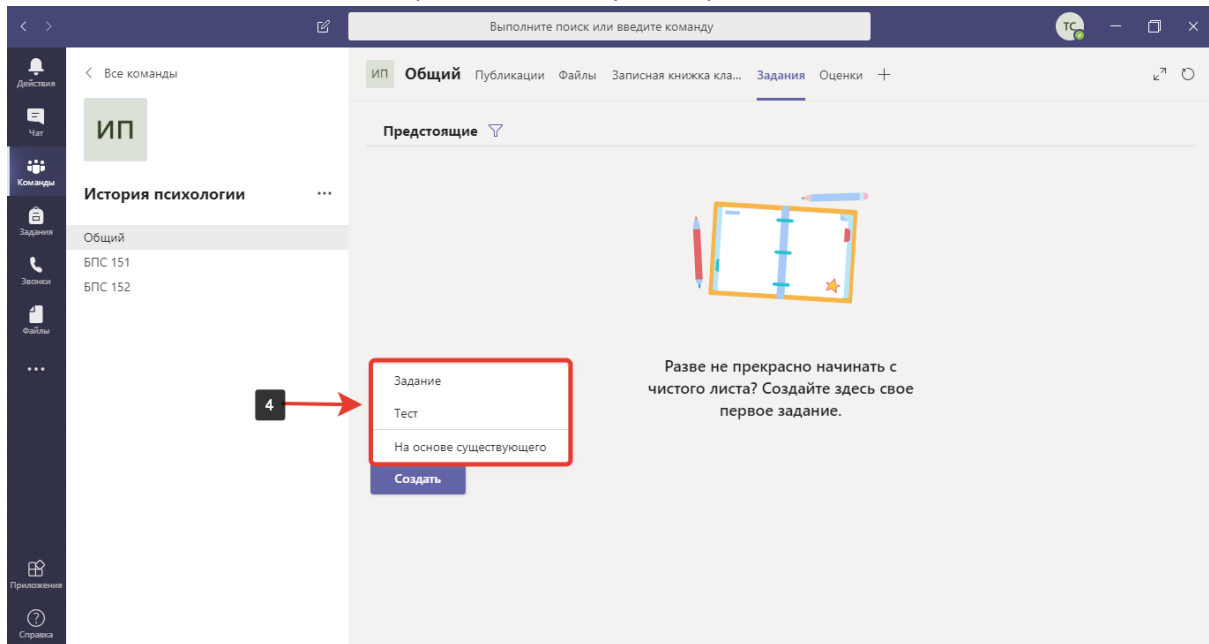 Выполните поиск или введите команду
ТС
Действия
Чат
Команды
Задания
Звонки
Файлы
Приложения
Справка
Все команды
ИП
История психологии
Общий
БПС 151
БПС 152
ИП Общий Публикации Файлы Записная книжка кла... Задания Оценки
Предстоящие
Разве не прекрасно начинать с
чистого листа? Создайте здесь свое
первое задание.
4
Задание
Тест
На основе существующего
Создать